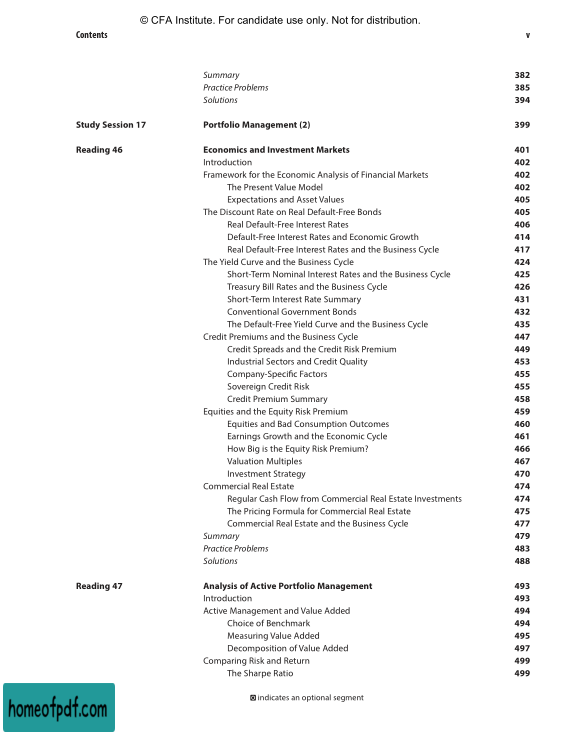 © CFA Institute. For candidate use only. Not for distribution.
Contents v
Summary 382
Practice Problems 385
Solutions 394
Study Session 17 Portfolio Management (2) 399
Reading 46 Economics and Investment Markets 401
Introduction 402
Framework for the Economic Analysis of Financial Markets 402
The Present Value Model 402
Expectations and Asset Values 405
The Discount Rate on Real Default-Free Bonds 405
Real Default-Free Interest Rates 406
Default-Free Interest Rates and Economic Growth 414
Real Default-Free Interest Rates and the Business Cycle 417
The Yield Curve and the Business Cycle 424
Short-Term Nominal Interest Rates and the Business Cycle 425
Treasury Bill Rates and the Business Cycle 426
Short-Term Interest Rate Summary 431
Conventional Government Bonds 432
The Default-Free Yield Curve and the Business Cycle 435
Credit Premiums and the Business Cycle 447
Credit Spreads and the Credit Risk Premium 449
Industrial Sectors and Credit Quality 453
Company-Specific Factors 455
Sovereign Credit Risk 455
Credit Premium Summary 458
Equities and the Equity Risk Premium 459
Equities and Bad Consumption Outcomes 460
Earnings Growth and the Economic Cycle 461
How Big is the Equity Risk Premium? 466
Valuation Multiples 467
Investment Strategy 470
Commercial Real Estate 474
Regular Cash Flow from Commercial Real Estate Investments 474
The Pricing Formula for Commercial Real Estate 475
Commercial Real Estate and the Business Cycle 477
Summary 479
Practice Problems 483
Solutions 488
Reading 47 Analysis of Active Portfolio Management 493
Introduction 493
Active Management and Value Added 494
Choice of Benchmark 494
Measuring Value Added 495
Decomposition of Value Added 497
Comparing Risk and Return 499
The Sharpe Ratio 499
indicates an optional segment
homeofpdf.com